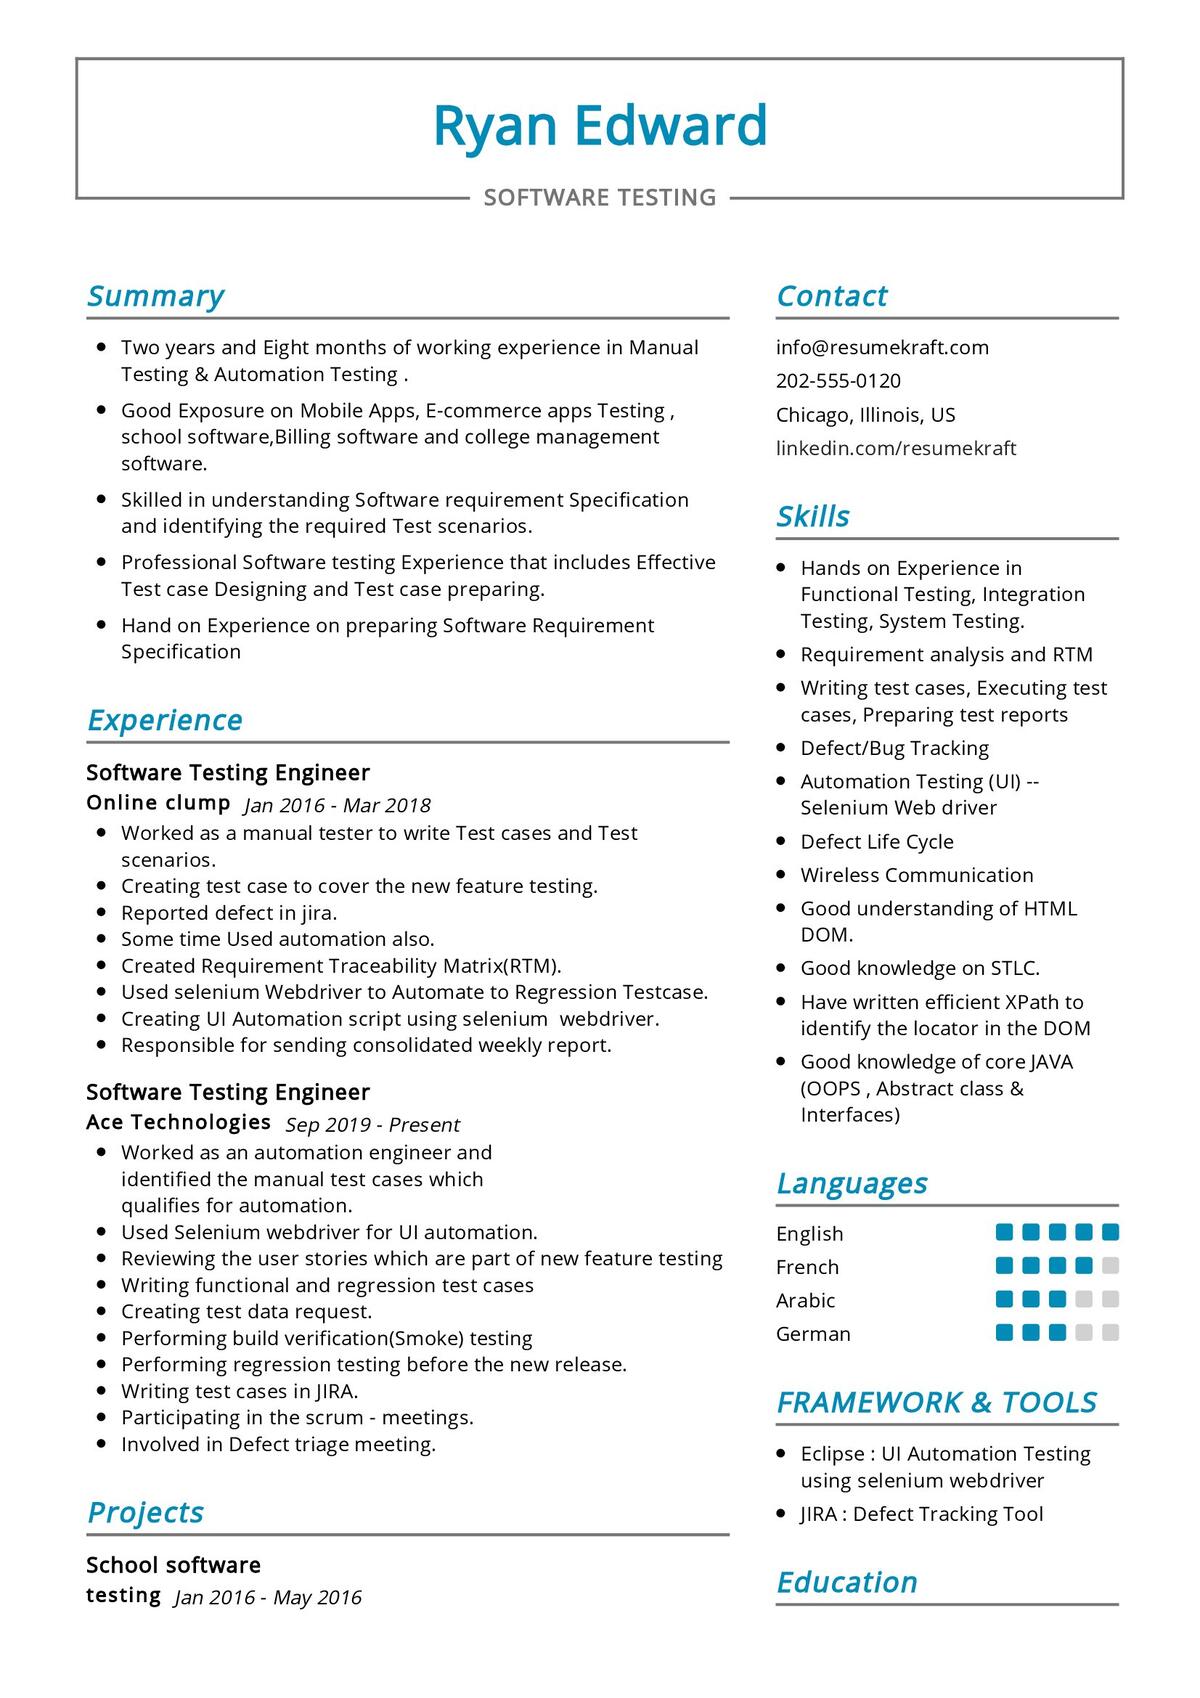 Ryan Edward
SOFTWARE TESTING
Summary
Two years and Eight months of working experience in Manual
Testing & Automation Testing .
Good Exposure on Mobile Apps, E-commerce apps Testing ,
school software,Billing software and college management
software.
Skilled in understanding Software requirement Specification
and identifying the required Test scenarios.
Professional Software testing Experience that includes Effective
Test case Designing and Test case preparing.
Hand on Experience on preparing Software Requirement
Specification
Experience
Software Testing Engineer
Online clump Jan 2016 - Mar 2018
Worked as a manual tester to write Test cases and Test
scenarios.
Creating test case to cover the new feature testing.
Reported defect in jira.
Some time Used automation also.
Created Requirement Traceability Matrix(RTM).
Used selenium Webdriver to Automate to Regression Testcase.
Creating UI Automation script using selenium  webdriver.
Responsible for sending consolidated weekly report.
Software Testing Engineer
Ace Technologies Sep 2019 - Present
Worked as an automation engineer and
identified the manual test cases which
qualifies for automation.
Used Selenium webdriver for UI automation.
Reviewing the user stories which are part of new feature testing
Writing functional and regression test cases
Creating test data request.
Performing build verification(Smoke) testing
Performing regression testing before the new release.
Writing test cases in JIRA.
Participating in the scrum - meetings.
Involved in Defect triage meeting.
Projects
School software
testing Jan 2016 - May 2016
Contact
info@resumekraft.com
202-555-0120
Chicago, Illinois, US
linkedin.com/resumekraft
Skills
Hands on Experience in
Functional Testing, Integration
Testing, System Testing.
Requirement analysis and RTM
Writing test cases, Executing test
cases, Preparing test reports
Defect/Bug Tracking
Automation Testing (UI) --
Selenium Web driver
Defect Life Cycle
Wireless Communication
Good understanding of HTML
DOM.
Good knowledge on STLC.
Have written efficient XPath to
identify the locator in the DOM
Good knowledge of core JAVA
(OOPS , Abstract class &
Interfaces)
Languages
English
French
Arabic
German
FRAMEWORK & TOOLS
Eclipse : UI Automation Testing
using selenium webdriver
JIRA : Defect Tracking Tool
Education